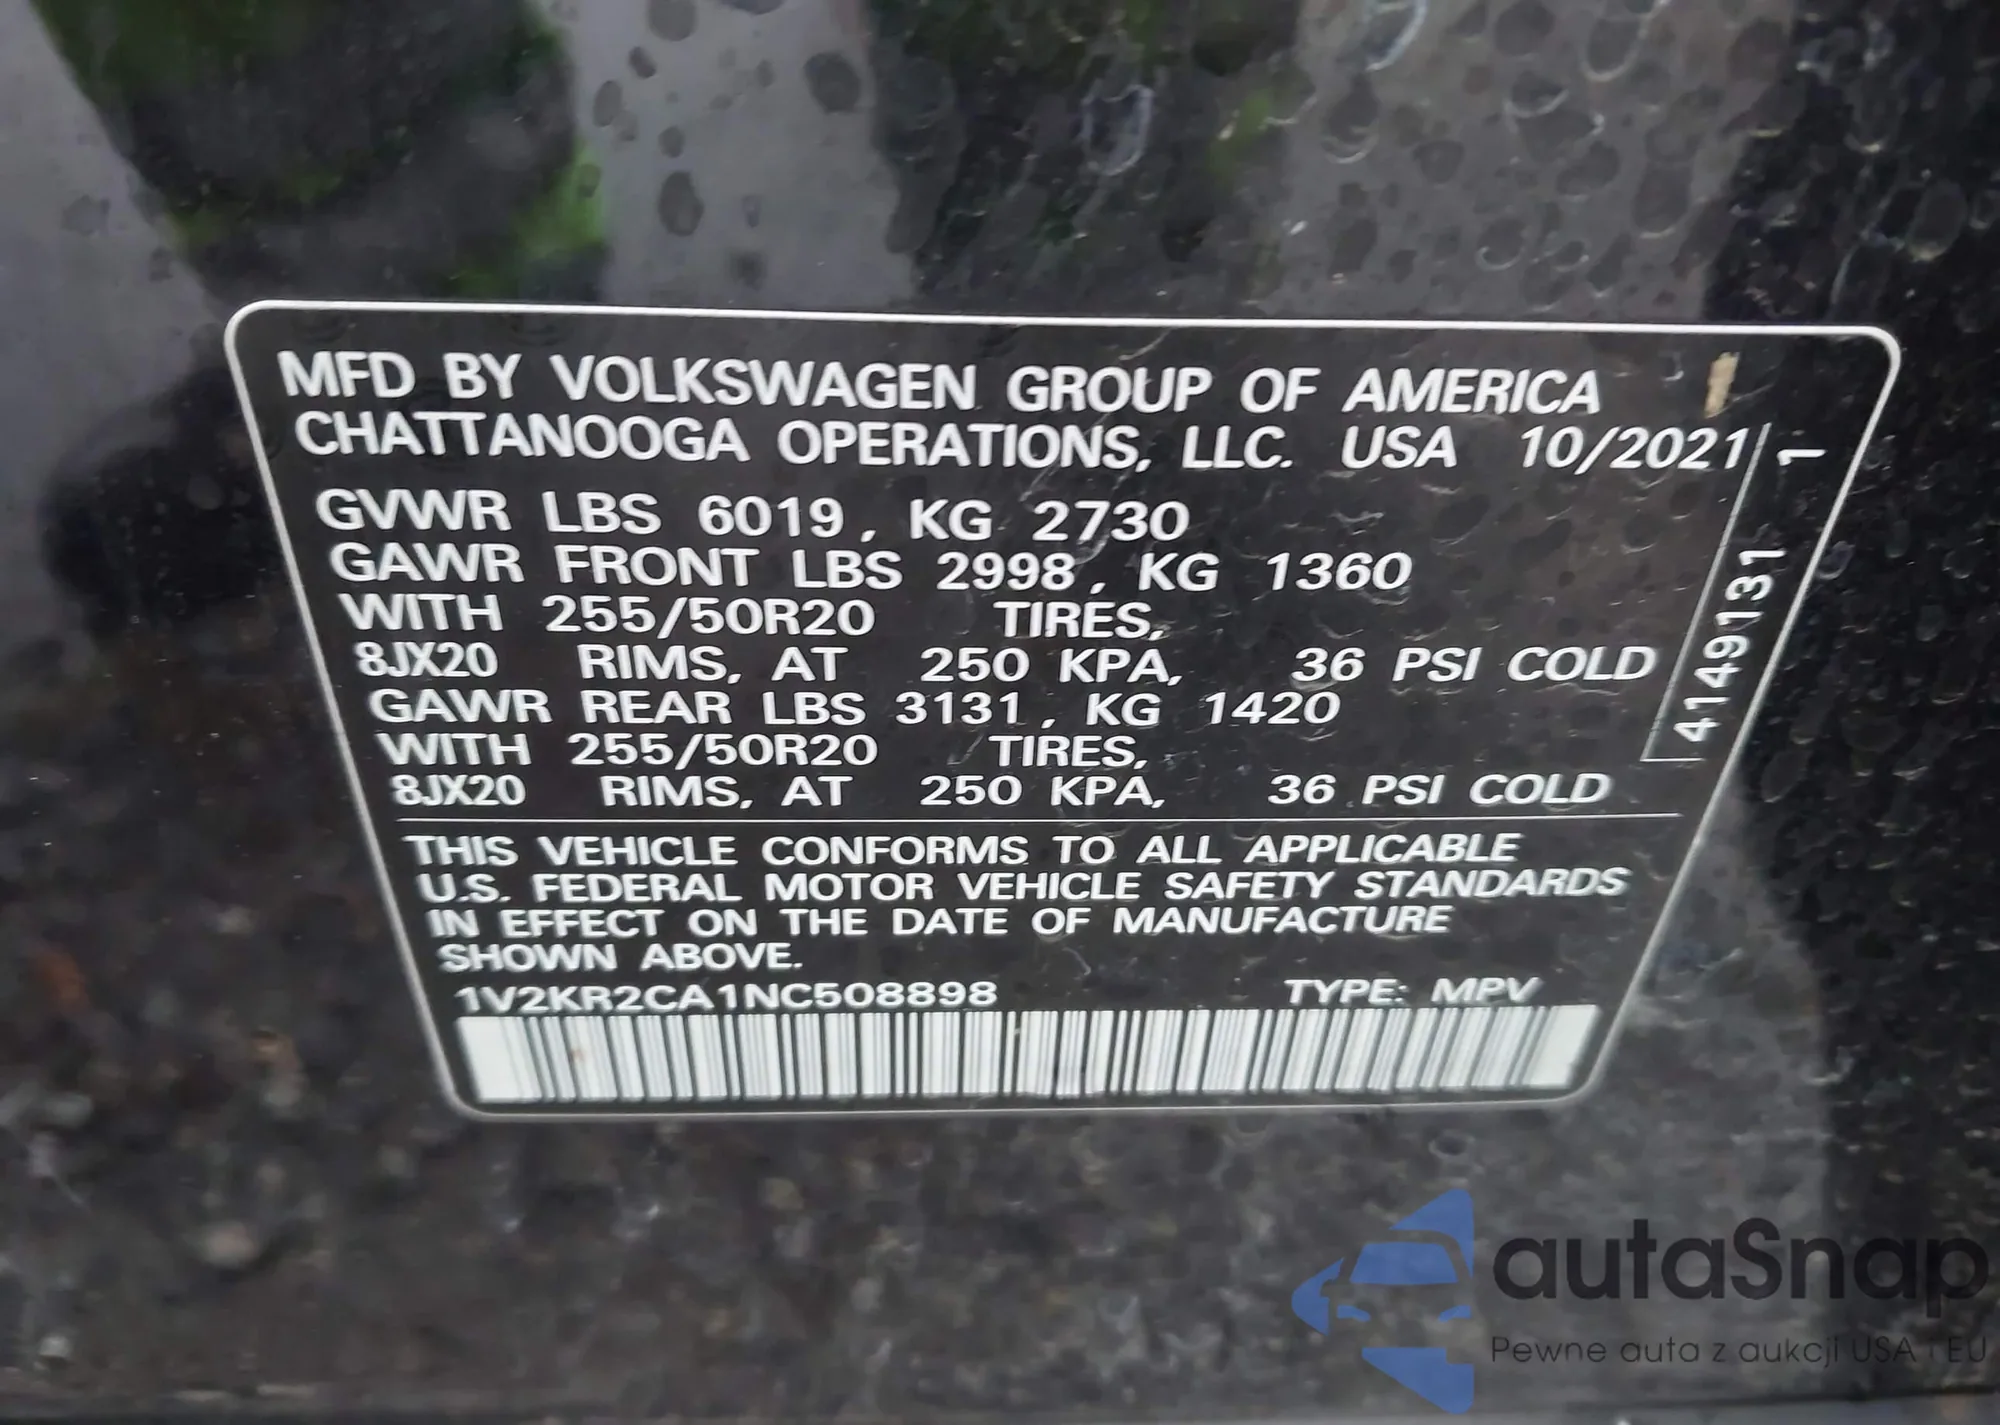 MFD BY VOLKSWAGEN GROUP OF AMERICA
CHATTANOOGA OPERATIONS, LLC. USA 10/2021
GVWR LBS 6019, KG 2730
GAWR FRONT LBS 2998, KG 1360
WITH 255/50R20 TIRES,
8JX20 RIMS, AT 250 KPA, 36 PSI COLD
GAWR REAR LBS 3131, KG 1420
WITH 255/50R20 TIRES,
8JX20 RIMS, AT 250 KPA, 36 PSI COLD
4149131 1
THIS VEHICLE CONFORMS TO ALL APPLICABLE
U.S. FEDERAL MOTOR VEHICLE SAFETY STANDARDS
IN EFFECT ON THE DATE OF MANUFACTURE
SHOWN ABOVE.
1V2KR2CA1NC508898 TYPE: MPV
autaSnap
Pewne auta z aukcji USA i EU